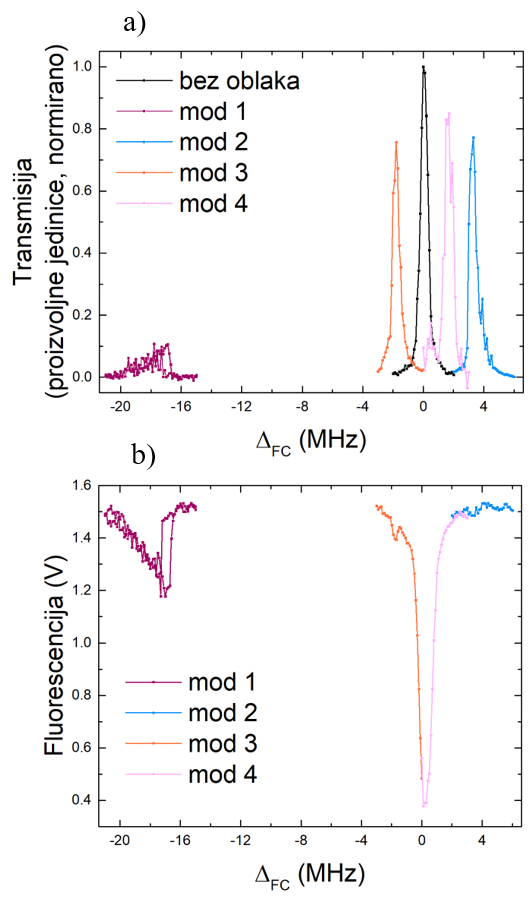 a)
Transmisija
(proizvoljne jedinice, normiirano)
1.0
0.8
0.6
0.4
0.2
0.0
bez oblaka
mod 1
mod 2
mod 3
mod 4
-20 -16 -12 -8 -4 0 4
Δ_FC (MHz)
b)
Fluorescencija (V)
1.6
1.4
1.2
1.0
0.8
0.6
0.4
mod 1
mod 2
mod 3
mod 4
-20 -16 -12 -8 -4 0 4
Δ_FC (MHz)